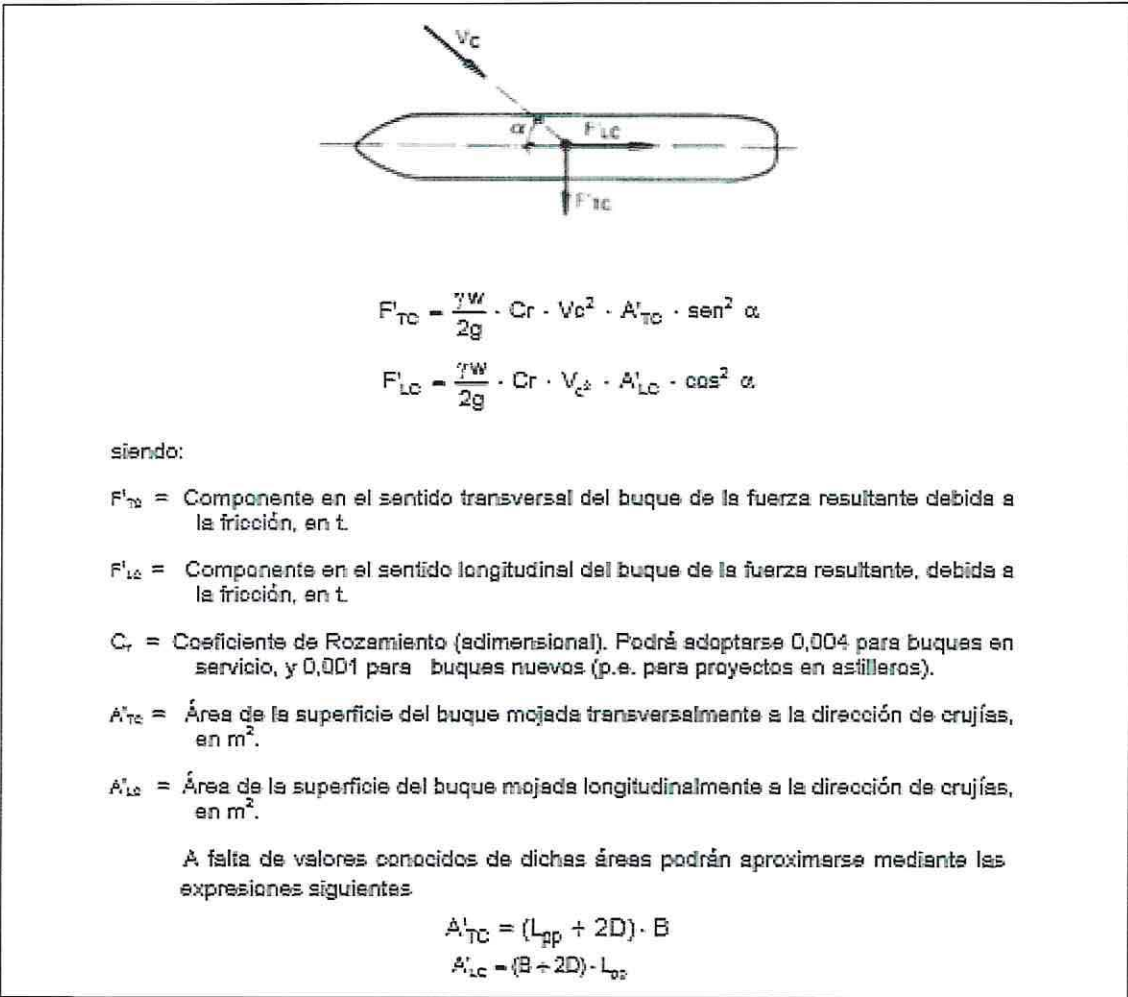 Vc
α
F'LC
F'TC
F'TC = γw/2g · Cr · Vc² · A'TC · sen² α
F'LC = γw/2g · Cr · Vc² · A'LC · cos² α
siendo:
F'TC = Componente en el sentido transversal del buque de la fuerza resultante debida a
la fricción, en t.
F'LC = Componente en el sentido longitudinal del buque de la fuerza resultante, debida a
la fricción, en t.
Cr = Coeficiente de Rozamiento (adimensional). Podrá adoptarse 0,004 para buques en
servicio, y 0,001 para buques nuevos (p.e. para proyectos en astilleros).
A'TC = Área de la superficie del buque mojada transversalmente a la dirección de crujías,
en m².
A'LC = Área de la superficie del buque mojada longitudinalmente a la dirección de crujías,
en m².
A falta de valores conocidos de dichas áreas podrán aproximarse mediante las
expresiones siguientes
A'TC = (Lpp + 2D) · B
A'LC = (B + 2D) · Lpp